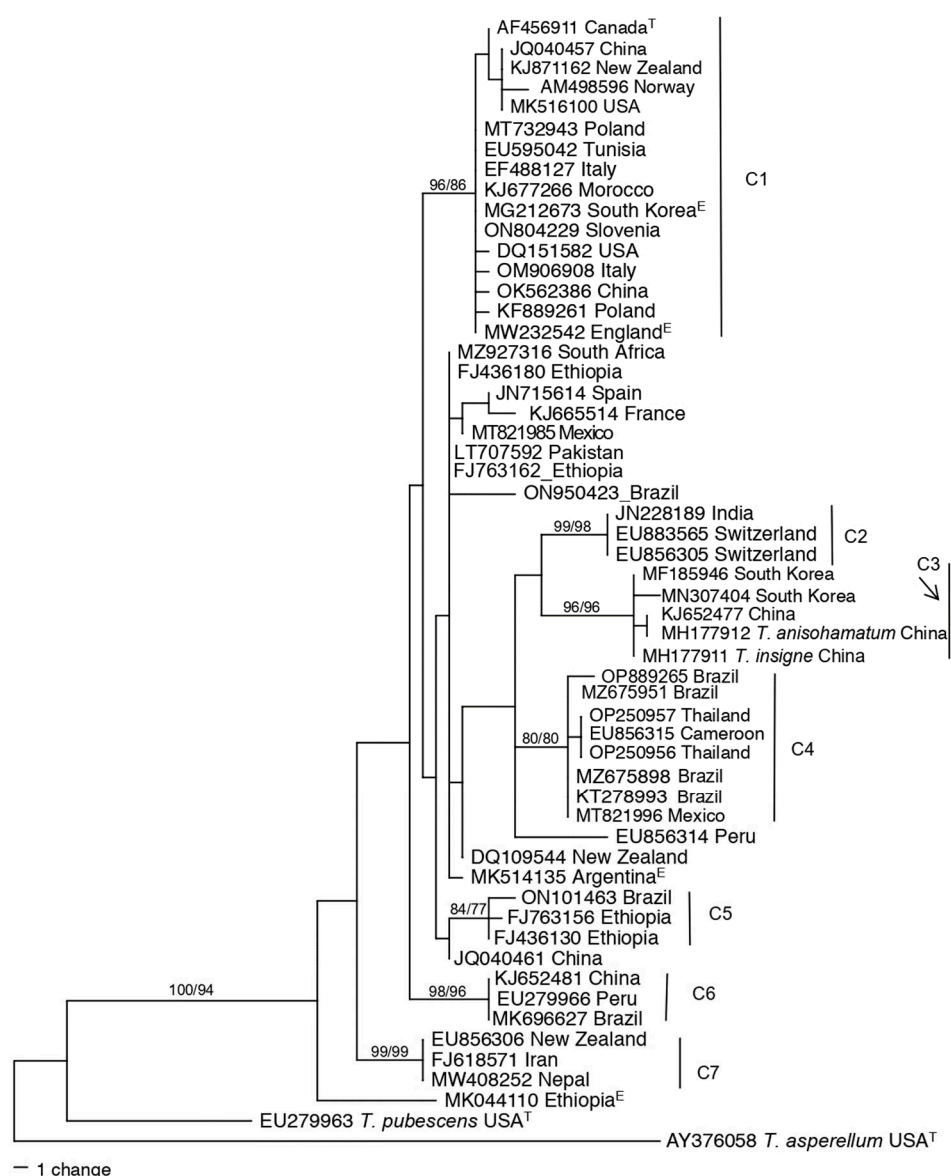 AF456911 Canadaᵀ
JQ040457 China
KJ871162 New Zealand
AM498596 Norway
MK516100 USA
MT732943 Poland
EU595042 Tunisia
C1
EF488127 Italy
96/86
KJ677266 Morocco
MG212673 South Koreaᴱ
ON804229 Slovenia
DQ151582 USA
OM906908 Italy
OK562386 China
KF889261 Poland
MW232542 Englandᴱ
MZ927316 South Africa
FJ436180 Ethiopia
JN715614 Spain
KJ665514 France
MT821985 Mexico
LT707592 Pakistan
FJ763162_Ethiopia
ON950423_Brazil
JN228189 India
99/98
EU883565 Switzerland
C2
EU856305 Switzerland
C3
MF185946 South Korea
MN307404 South Korea
96/96
KJ652477 China
MH177912 T. anisohamatum China
MH177911 T. insigne China
OP889265 Brazil
MZ675951 Brazil
OP250957 Thailand
80/80
EU856315 Cameroon
C4
OP250956 Thailand
MZ675898 Brazil
KT278993 Brazil
MT821996 Mexico
EU856314 Peru
DQ109544 New Zealand
MK514135 Argentinaᴱ
ON101463 Brazil
84/77
FJ763156 Ethiopia
C5
FJ436130 Ethiopia
JQ040461 China
KJ652481 China
100/94
98/96
EU279966 Peru
C6
MK696627 Brazil
EU856306 New Zealand
99/99
FJ618571 Iran
C7
MW408252 Nepal
MK044110 Ethiopiaᴱ
EU279963 T. pubescens USAᵀ
AY376058 T. asperellum USAᵀ
1 change